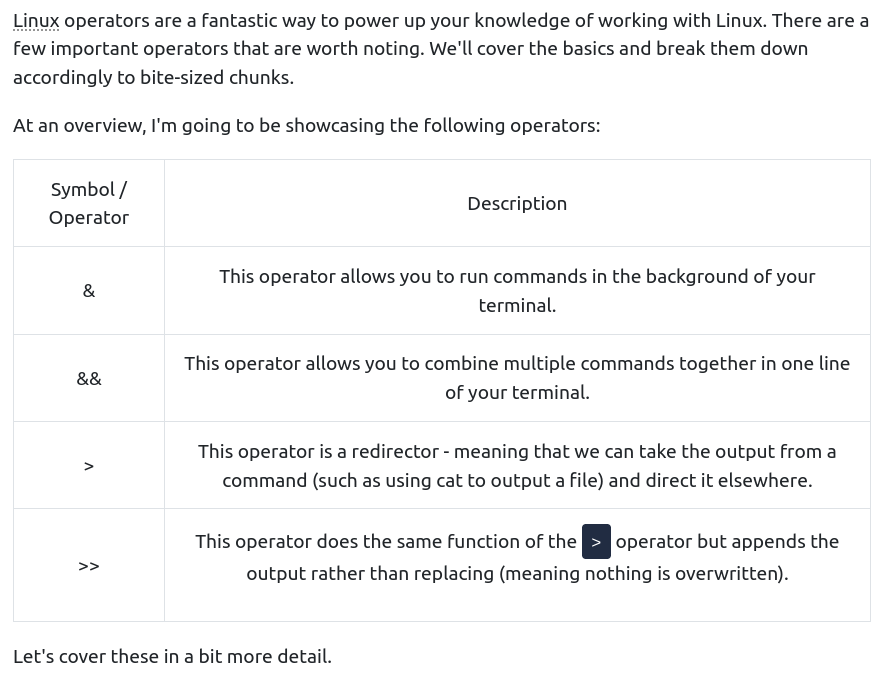 Linux operators are a fantastic way to power up your knowledge of working with Linux. There are a
few important operators that are worth noting. We'll cover the basics and break them down
accordingly to bite-sized chunks.
At an overview, I'm going to be showcasing the following operators:
Symbol /
Operator
Description
&
This operator allows you to run commands in the background of your
terminal.
&&
This operator allows you to combine multiple commands together in one line
of your terminal.
>
This operator is a redirector - meaning that we can take the output from a
command (such as using cat to output a file) and direct it elsewhere.
>>
This operator does the same function of the > operator but appends the
output rather than replacing (meaning nothing is overwritten).
Let's cover these in a bit more detail.